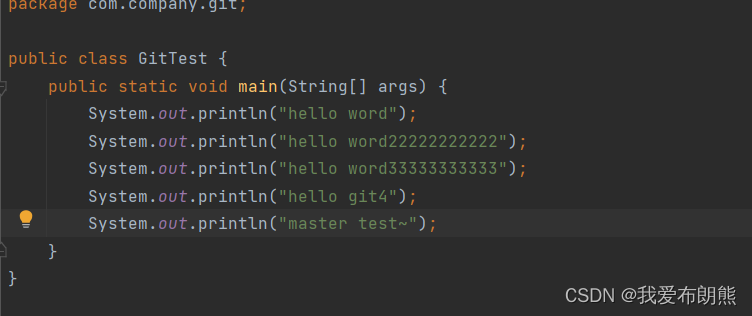 package com.company.git;
public class GitTest {
public static void main(String[] args) {
System.out.println("hello word");
System.out.println("hello word22222222222");
System.out.println("hello word33333333333");
System.out.println("hello git4");
System.out.println("master test~");
}
}
CSDN @我爱布朗熊